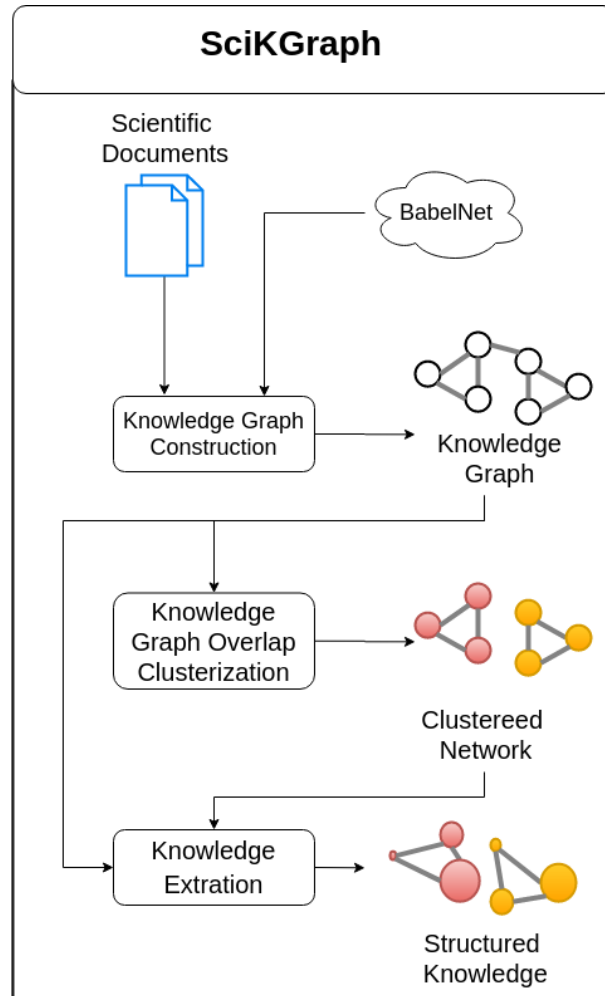 SciKGraph
Scientific
Documents
BabelNet
Knowledge Graph
Construction
Knowledge
Graph
Knowledge
Graph Overlap
Clusterization
Clustereed
Network
Knowledge
Extration
Structured
Knowledge